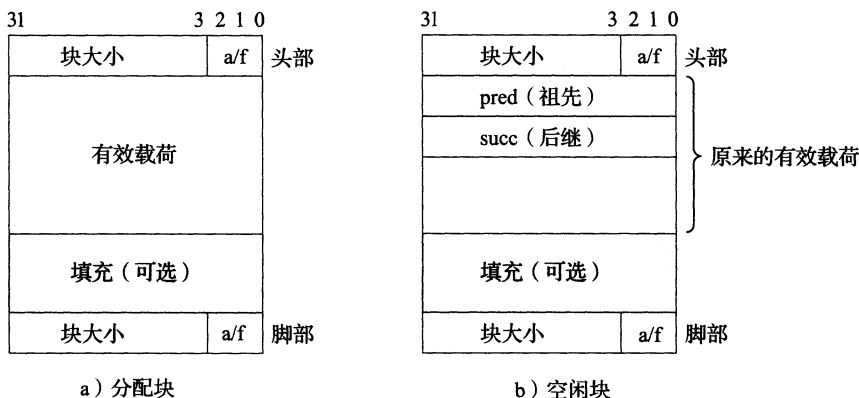 31 3 2 1 0
块大小 a/f 头部
有效载荷
填充（可选）
块大小 a/f 脚部
a）分配块
31 3 2 1 0
块大小 a/f 头部
pred（祖先）
succ（后继）
原来的有效载荷
填充（可选）
块大小 a/f 脚部
b）空闲块